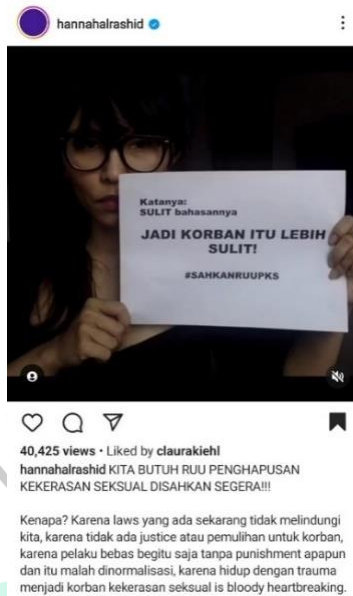 hannahalrashid
Katanya:
SULIT bahasannya
JADI KORBAN ITU LEBIH
SULIT!
#SAHKANRUUPKS
40,425 views • Liked by claurakiehl
hannahalrashid KITA BUTUH RUU PENGHAPUSAN
KEKERASAN SEKSUAL DISAHKAN SEGERA!!!
Kenapa? Karena laws yang ada sekarang tidak melindungi
kita, karena tidak ada justice atau pemulihan untuk korban,
karena pelaku bebas begitu saja tanpa punishment apapun
dan itu malah dinormalisasi, karena hidup dengan trauma
menjadi korban kekerasan seksual is bloody heartbreaking.